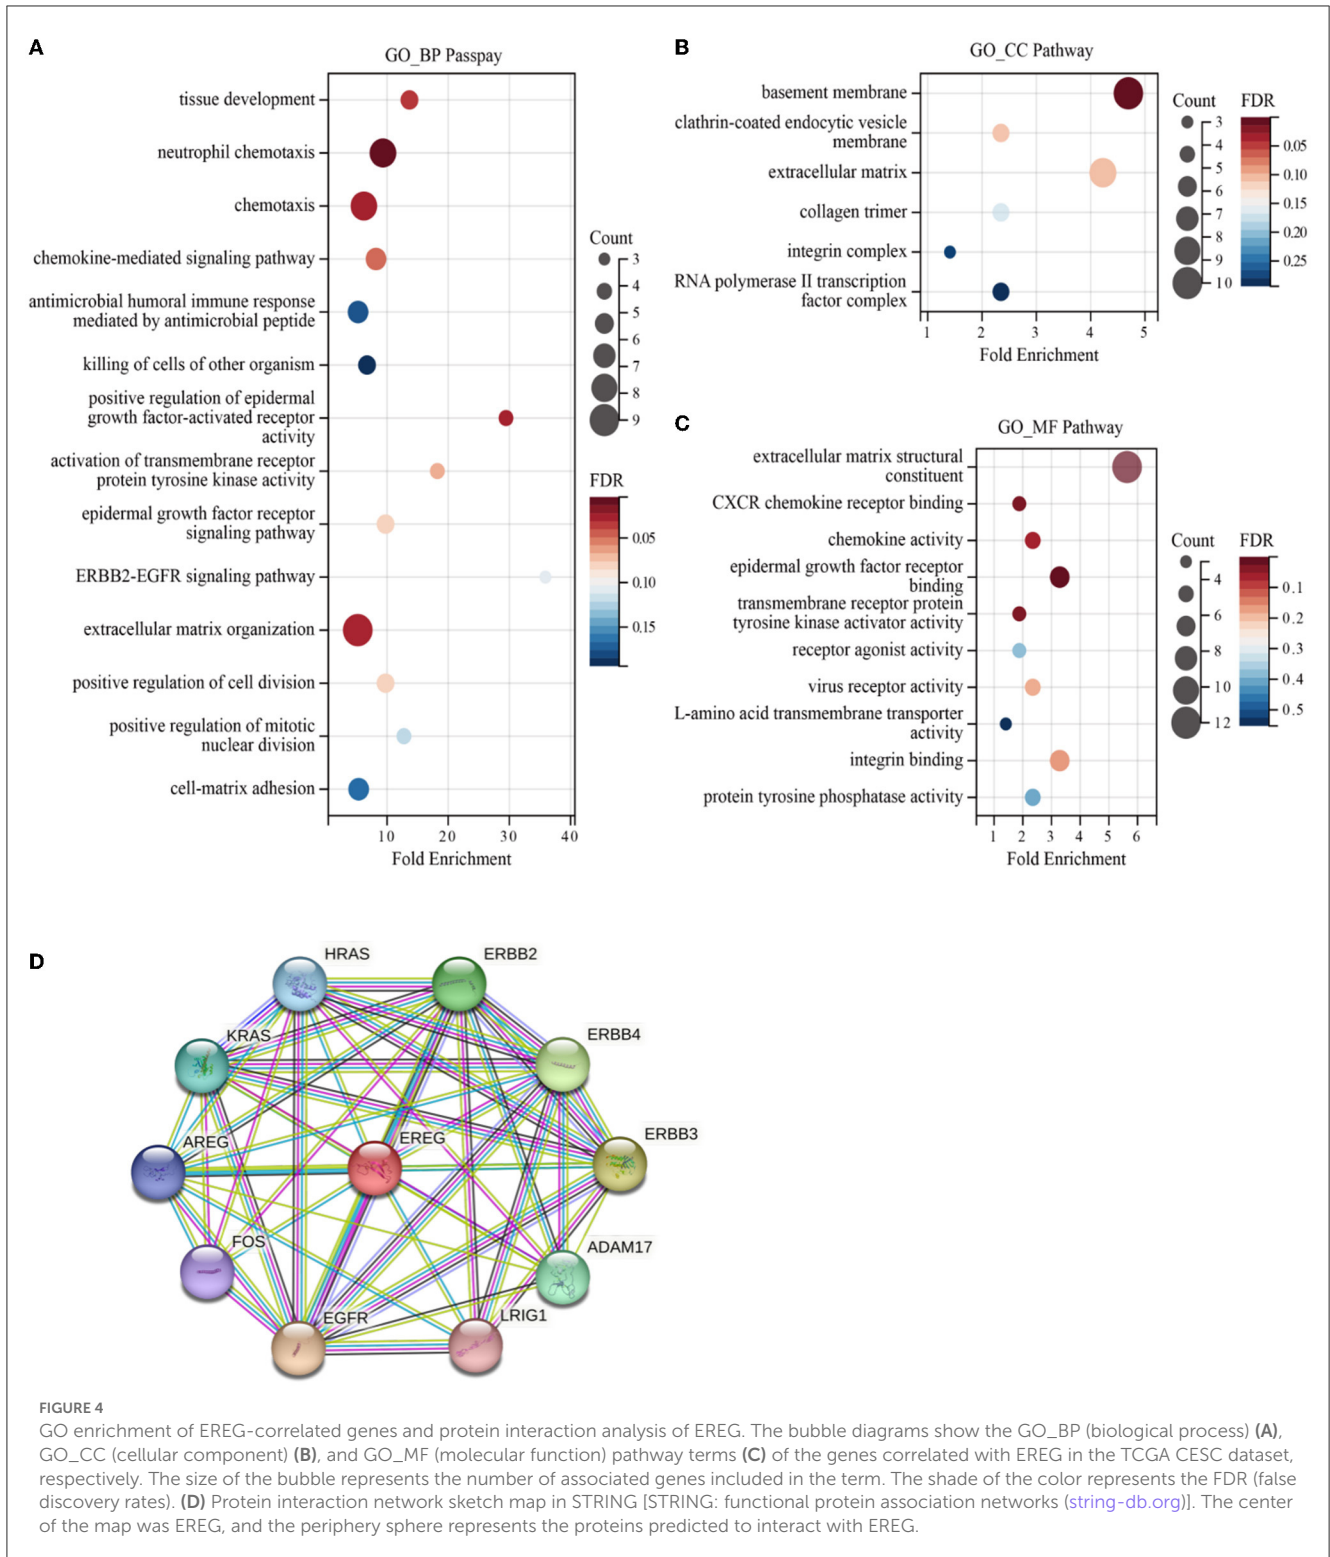 A
GO_BP Passpay
tissue development
neutrophil chemotaxis
chemotaxis
chemokine-mediated signaling pathway
antimicrobial humoral immune response
mediated by antimicrobial peptide
killing of cells of other organism
positive regulation of epidermal
growth factor-activated receptor
activity
activation of transmembrane receptor
protein tyrosine kinase activity
epidermal growth factor receptor
signaling pathway
ERBB2-EGFR signaling pathway
extracellular matrix organization
positive regulation of cell division
positive regulation of mitotic
nuclear division
cell-matrix adhesion
10 20 30 40
Fold Enrichment
Count
3
4
5
6
7
8
9
FDR
0.05
0.10
0.15
B
GO_CC Pathway
basement membrane
clathrin-coated endocytic vesicle
membrane
extracellular matrix
collagen trimer
integrin complex
RNA polymerase II transcription
factor complex
1 2 3 4 5
Fold Enrichment
Count
3
4
5
6
7
8
9
10
FDR
0.05
0.10
0.15
0.20
0.25
C
GO_MF Pathway
extracellular matrix structural
constituent
CXCR chemokine receptor binding
chemokine activity
epidermal growth factor receptor
binding
transmembrane receptor protein
tyrosine kinase activator activity
receptor agonist activity
virus receptor activity
L-amino acid transmembrane transporter
activity
integrin binding
protein tyrosine phosphatase activity
1 2 3 4 5 6
Fold Enrichment
Count
4
6
8
10
12
FDR
0.1
0.2
0.3
0.4
0.5
D
HRAS
ERBB2
KRAS
ERBB4
AREG
EREG
ERBB3
FOS
ADAM17
EGFR
LRIG1
FIGURE 4
GO enrichment of EREG-correlated genes and protein interaction analysis of EREG. The bubble diagrams show the GO_BP (biological process) (A),
GO_CC (cellular component) (B), and GO_MF (molecular function) pathway terms (C) of the genes correlated with EREG in the TCGA CESC dataset,
respectively. The size of the bubble represents the number of associated genes included in the term. The shade of the color represents the FDR (false
discovery rates). (D) Protein interaction network sketch map in STRING [STRING: functional protein association networks (string-db.org)]. The center
of the map was EREG, and the periphery sphere represents the proteins predicted to interact with EREG.